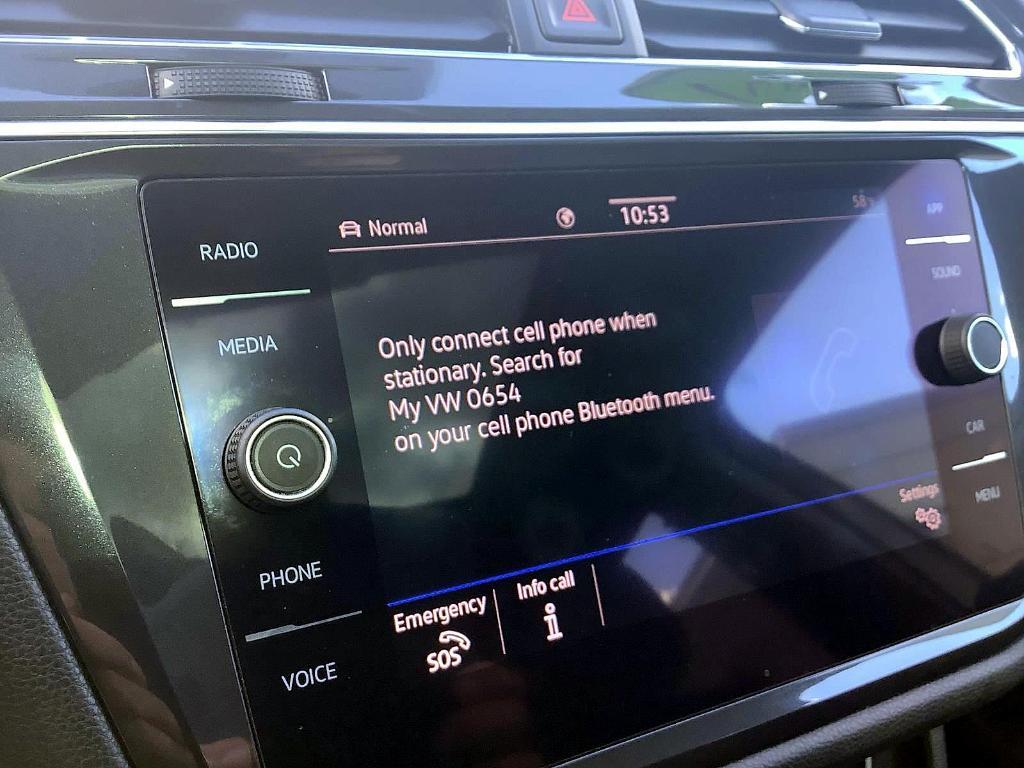 RADIO
MEDIA
PHONE
VOICE
Normal
10:53
58°
Only connect cell phone when
stationary. Search for
My VW 0654
on your cell phone Bluetooth menu.
Settings
Emergency
SOS
Info call
i
APP
SOUND
CAR
MENU